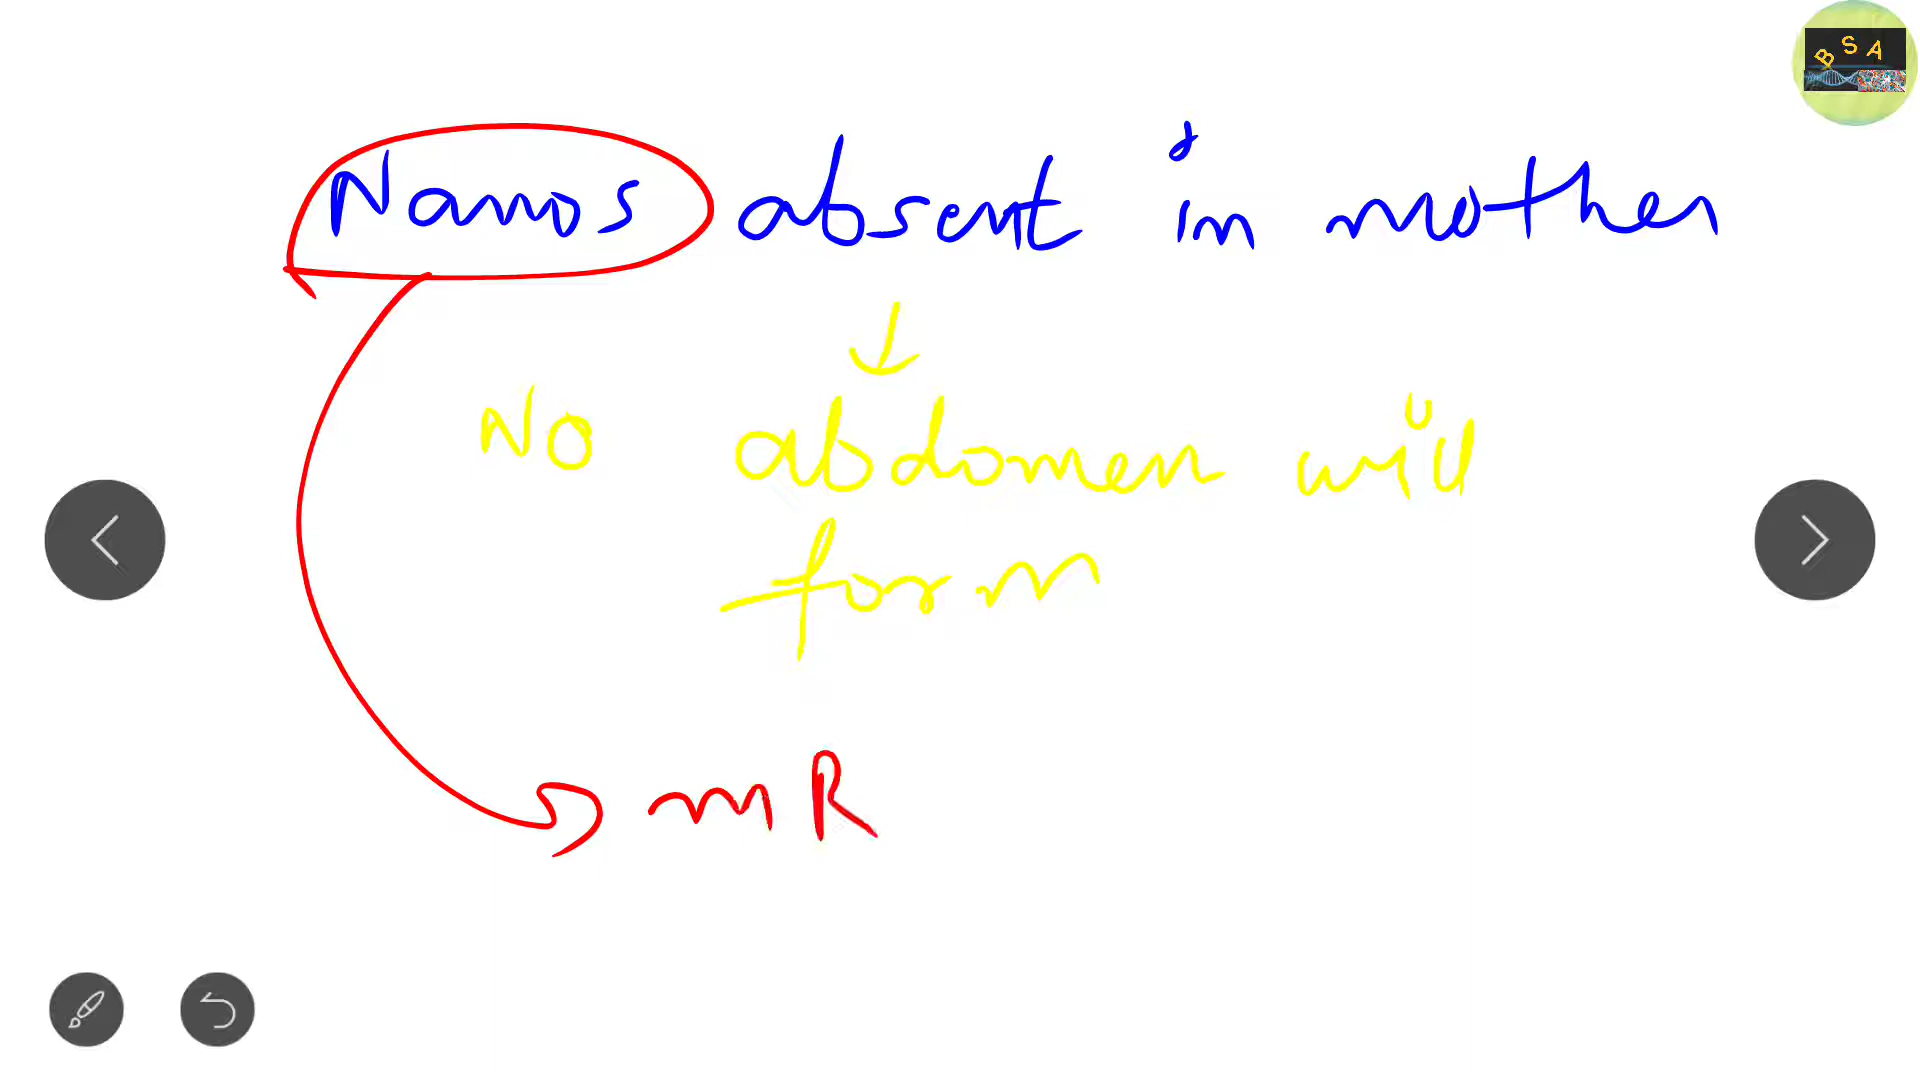 BSA
Nanos absent in mother
No abdomen will
form
mR